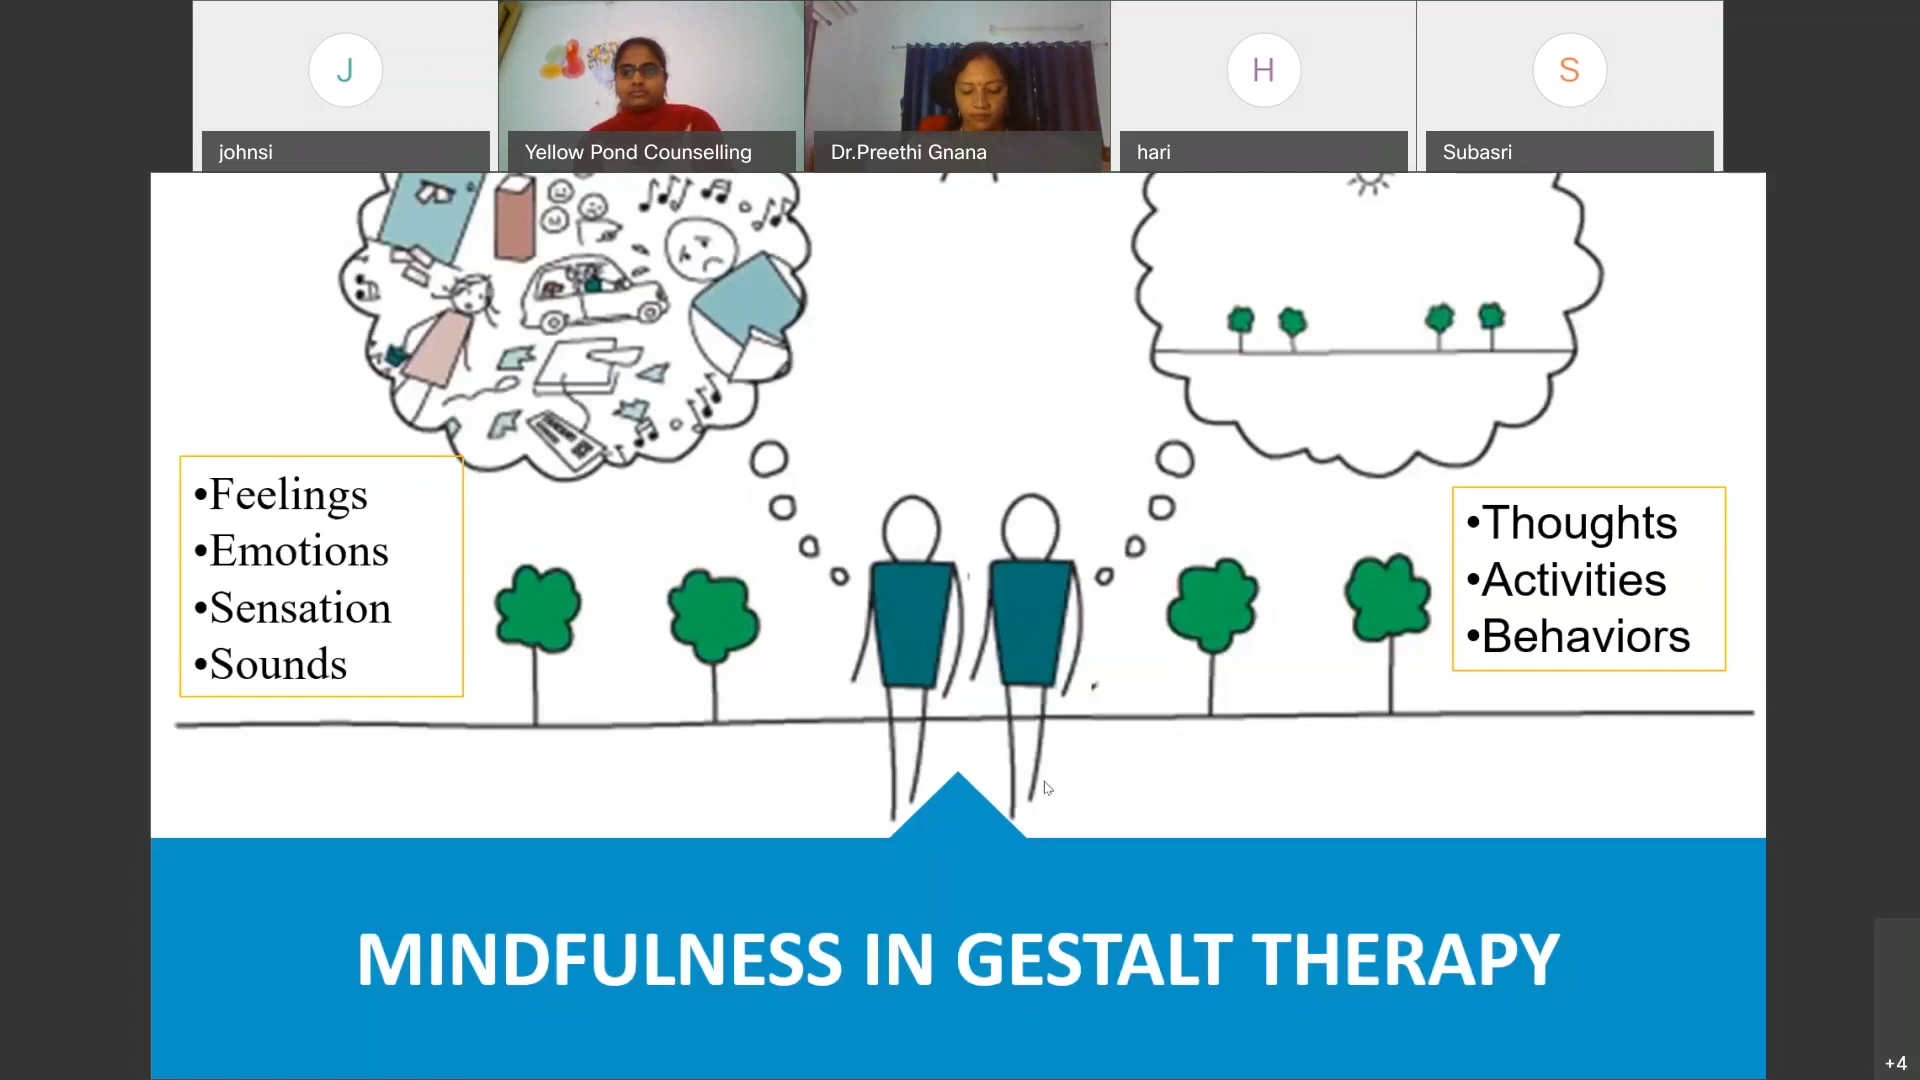 J
H
S
johnsi
Yellow Pond Counselling
Dr.Preethi Gnana
hari
Subasri
•Feelings
•Emotions
•Sensation
•Sounds
•Thoughts
•Activities
•Behaviors
MINDFULNESS IN GESTALT THERAPY
+4